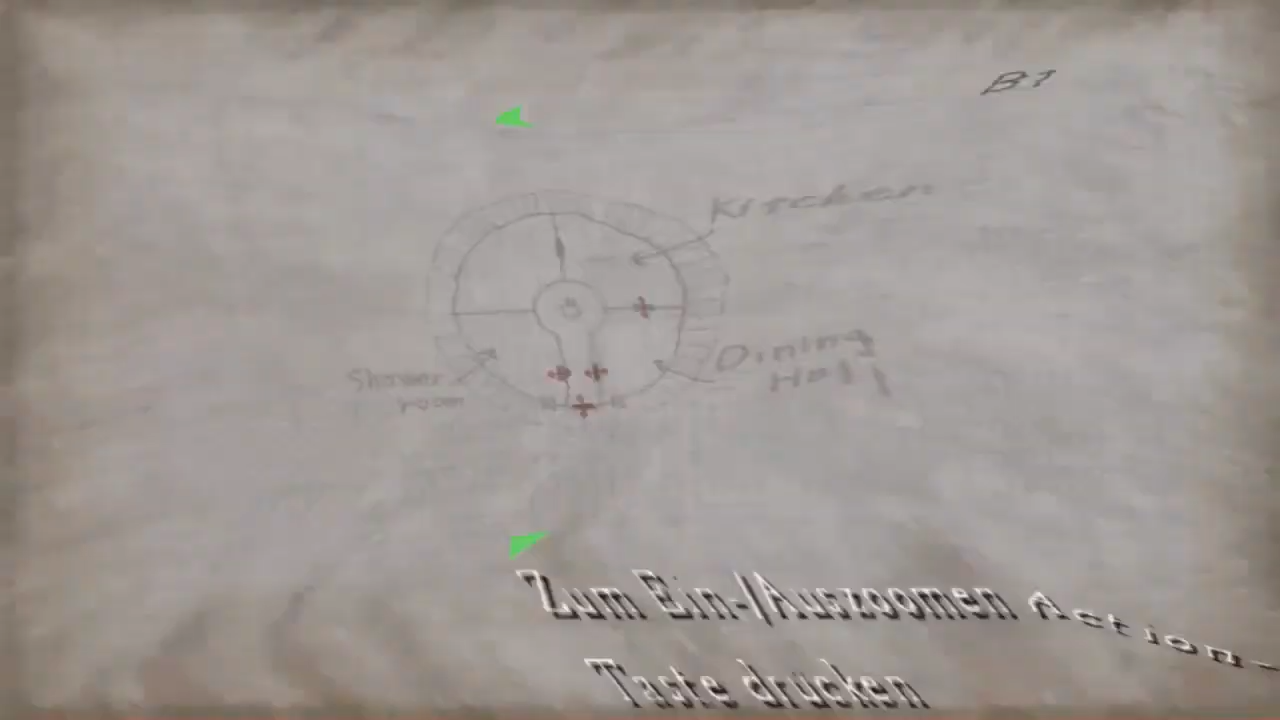 B1
Kitchen
Dining
Hall
Shower
room
Zum Ein-/Auszoomen Action-
Taste drücken